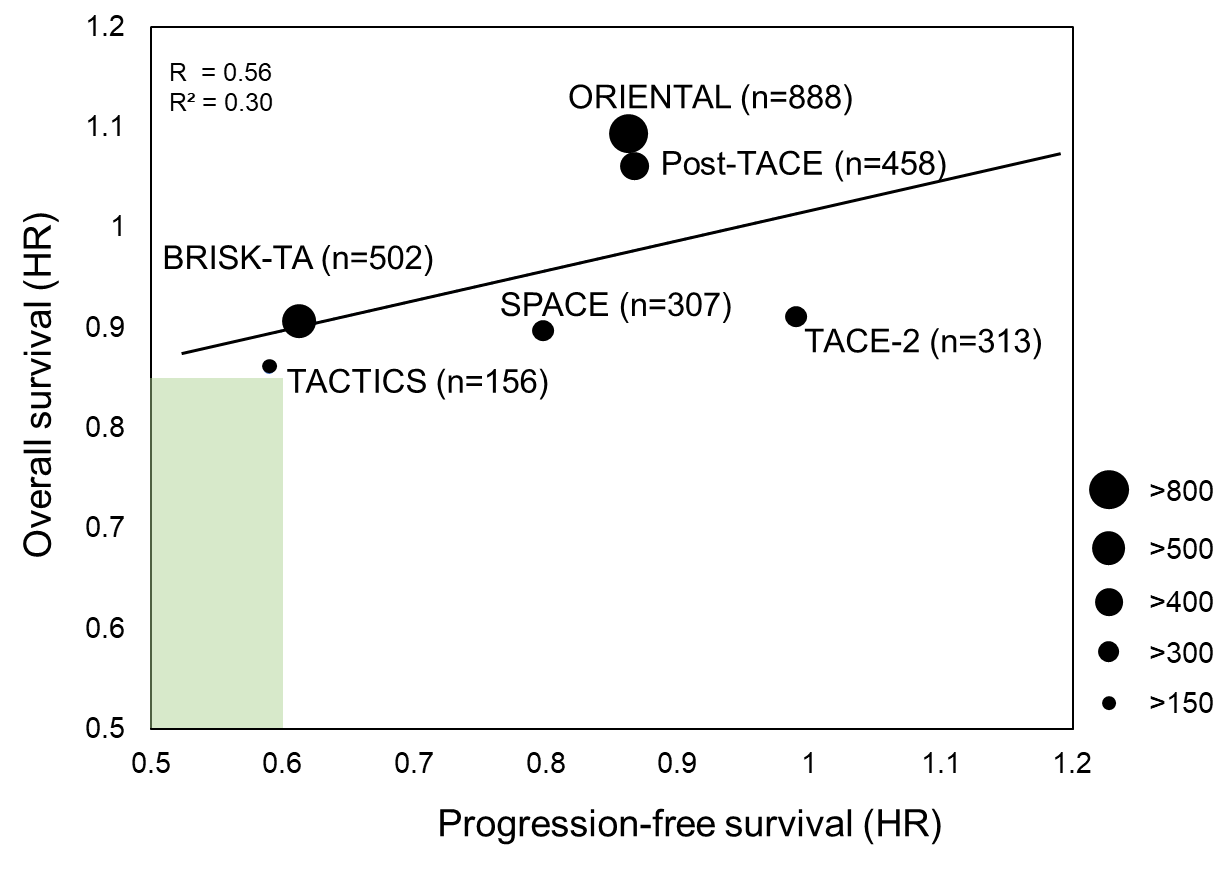 1.2
1.1
1
0.9
0.8
0.7
0.6
0.5
Overall survival (HR)
R = 0.56
R² = 0.30
ORIENTAL (n=888)
Post-TACE (n=458)
BRISK-TA (n=502)
SPACE (n=307)
TACE-2 (n=313)
TACTICS (n=156)
>800
>500
>400
>300
>150
0.5 0.6 0.7 0.8 0.9 1 1.1 1.2
Progression-free survival (HR)